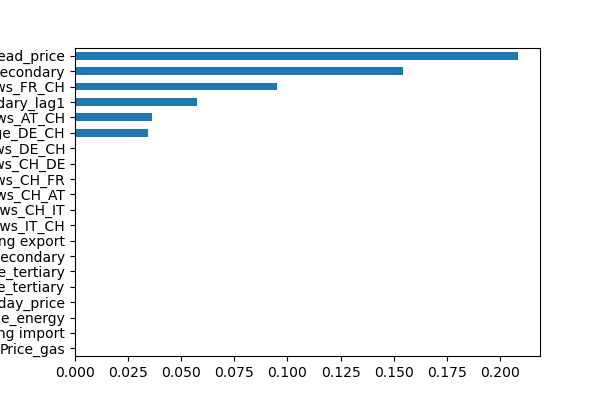 ead_price
econdary
ws_FR_CH
dary_lag1
ws_AT_CH
ge_DE_CH
ws_DE_CH
ws_CH_DE
ws_CH_FR
ws_CH_AT
ws_CH_IT
ws_IT_CH
ng export
econdary
e_tertiary
e_tertiary
day_price
e_energy
ng import
Price_gas
0.000 0.025 0.050 0.075 0.100 0.125 0.150 0.175 0.200